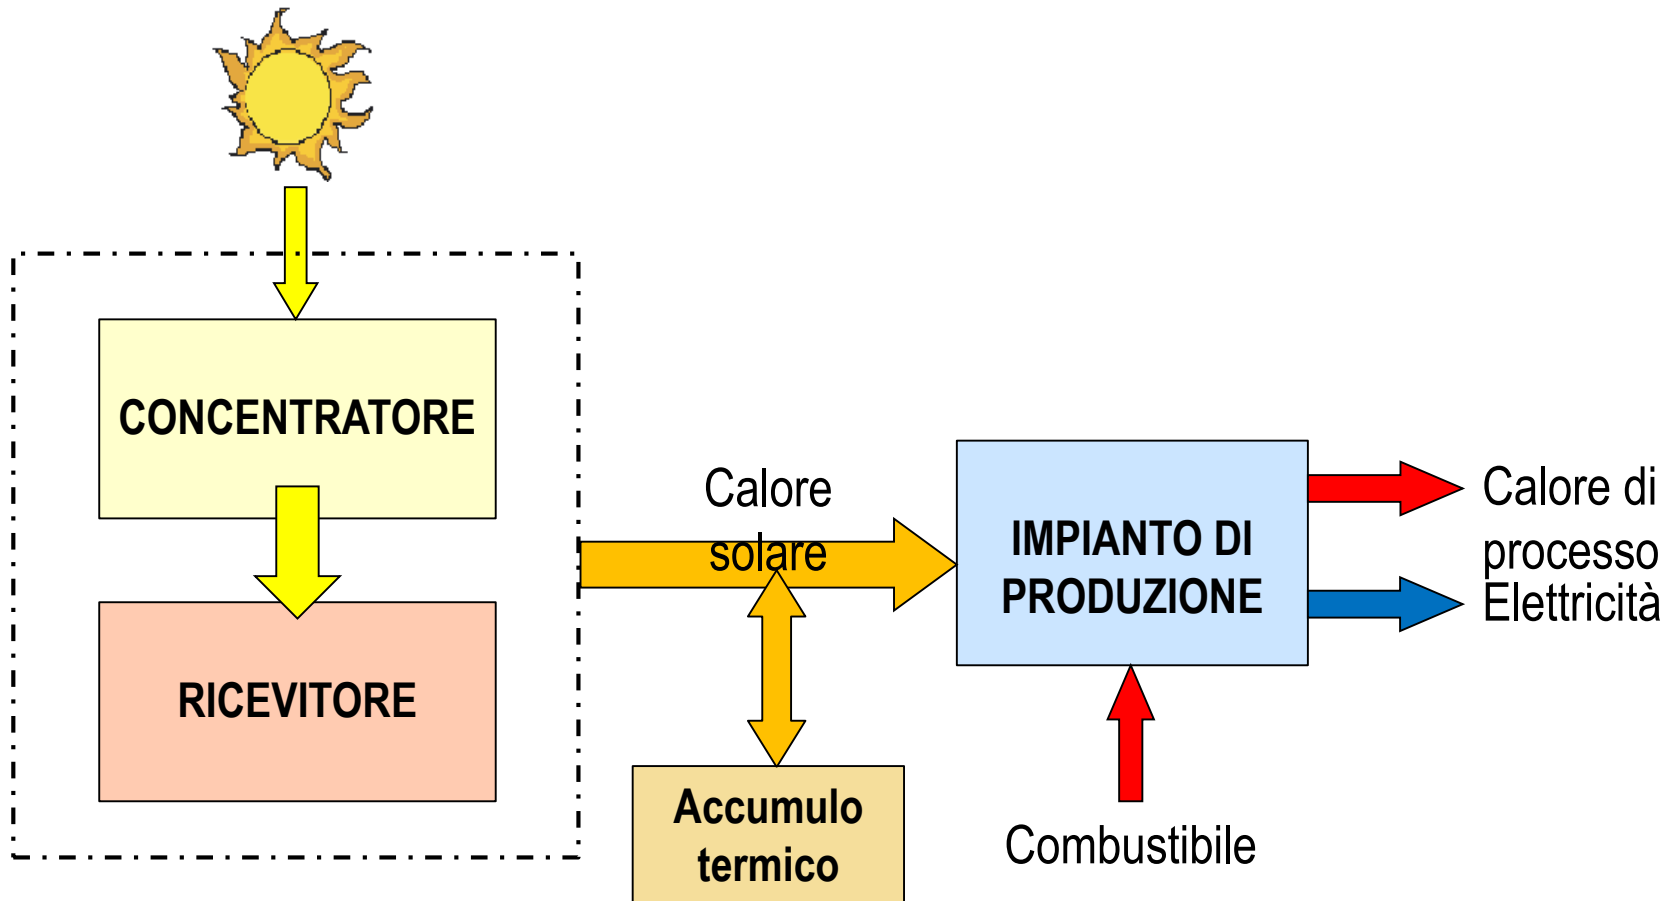 CONCENTRATORE
RICEVITORE
Calore
solare
Accumulo
termico
IMPIANTO DI
PRODUZIONE
Combustibile
Calore di
processo
Elettricità